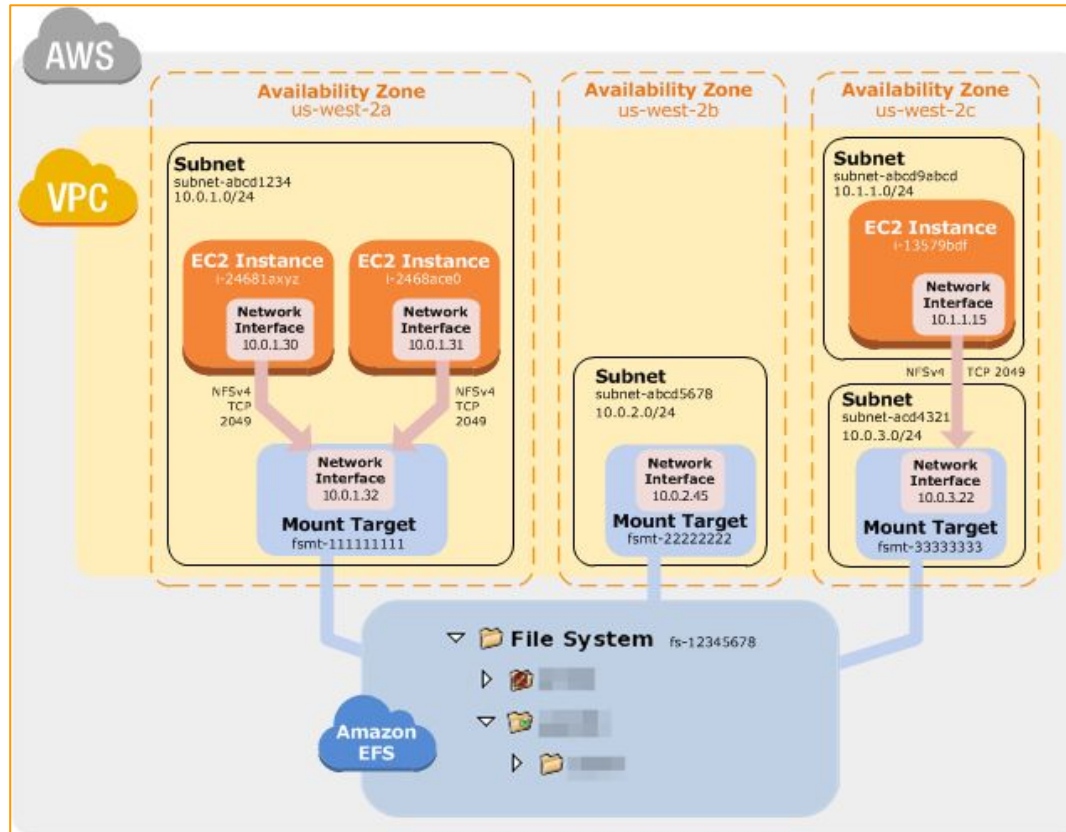 AWS
Availability Zone
us-west-2a
Availability Zone
us-west-2b
Availability Zone
us-west-2c
VPC
Subnet
subnet-abcd1234
10.0.1.0/24
EC2 Instance
i-24681axyz
Network
Interface
10.0.1.30
EC2 Instance
i-2468ace0
Network
Interface
10.0.1.31
NFSv4
TCP
2049
NFSv4
TCP
2049
Network
Interface
10.0.1.32
Mount Target
fsmt-111111111
Subnet
subnet-abcd5678
10.0.2.0/24
Network
Interface
10.0.2.45
Mount Target
fsmt-22222222
Subnet
subnet-abcd9abcd
10.1.1.0/24
EC2 Instance
i-13579bdf
Network
Interface
10.1.1.15
NFSv4 TCP 2049
Subnet
subnet-acd4321
10.0.3.0/24
Network
Interface
10.0.3.22
Mount Target
fsmt-33333333
File System fs-12345678
Amazon
EFS